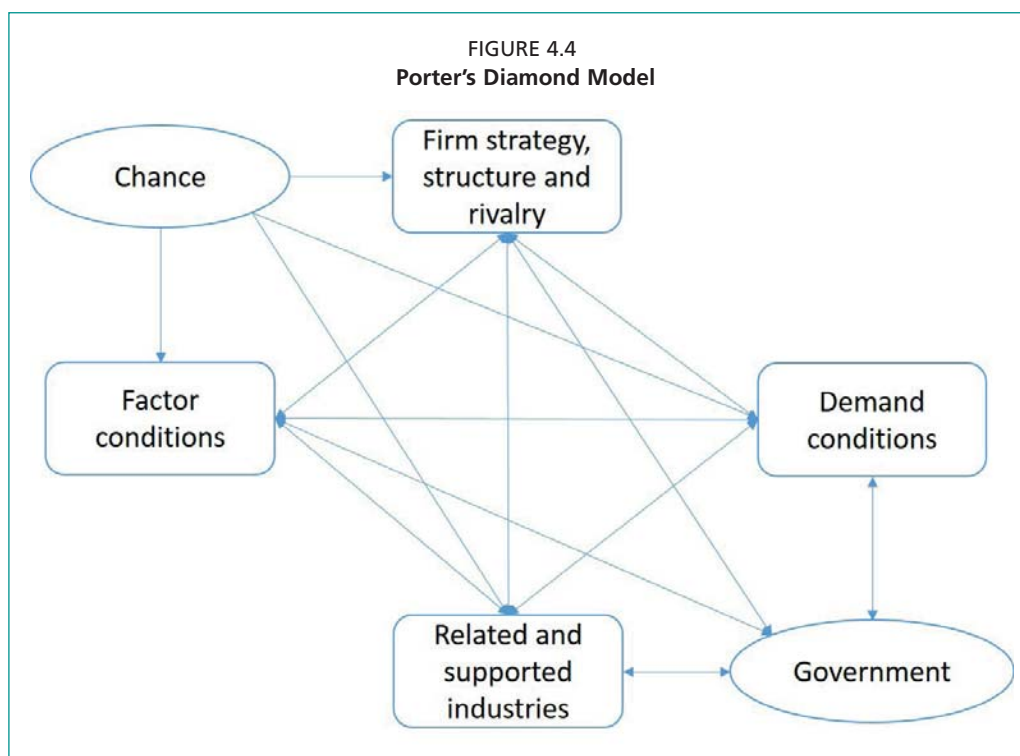 FIGURE 4.4
Porter's Diamond Model
Chance
Firm strategy,
structure and
rivalry
Factor
conditions
Demand
conditions
Related and
supported
industries
Government